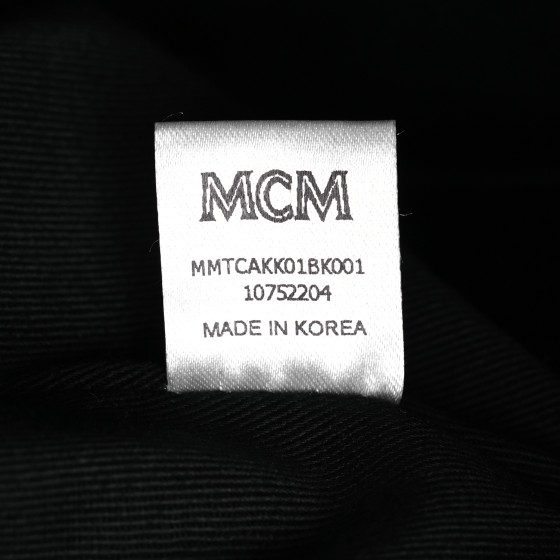 MCM
MMTCAKK01BK001
10752204
MADE IN KOREA